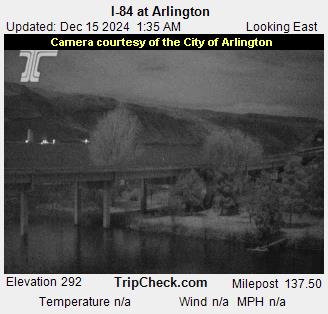 I-84 at Arlington
Updated: Dec 15 2024 1:35 AM Looking East
Camera courtesy of the City of Arlington
Elevation 292 TripCheck.com Milepost 137.50
Temperature n/a Wind n/a MPH n/a